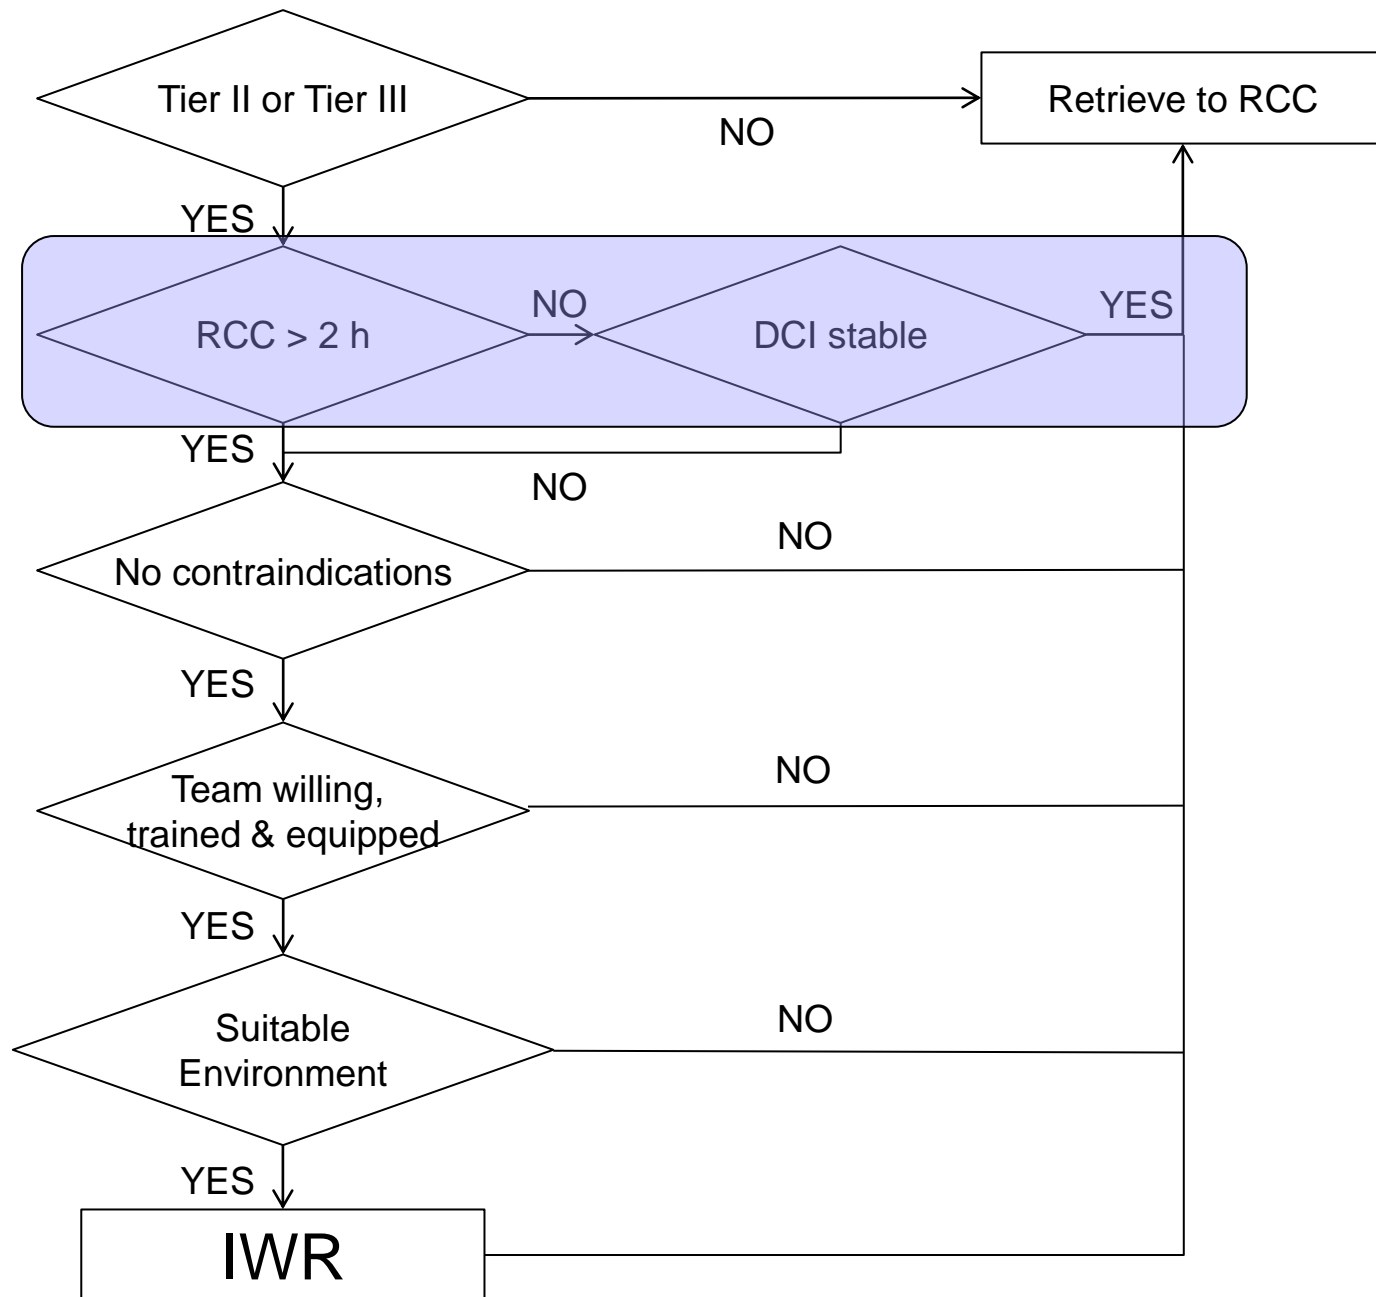 Tier II or Tier III
NO
Retrieve to RCC
YES
RCC > 2 h
NO
DCI stable
YES
YES
NO
No contraindications
NO
YES
Team willing,
trained & equipped
NO
YES
Suitable
Environment
NO
YES
IWR